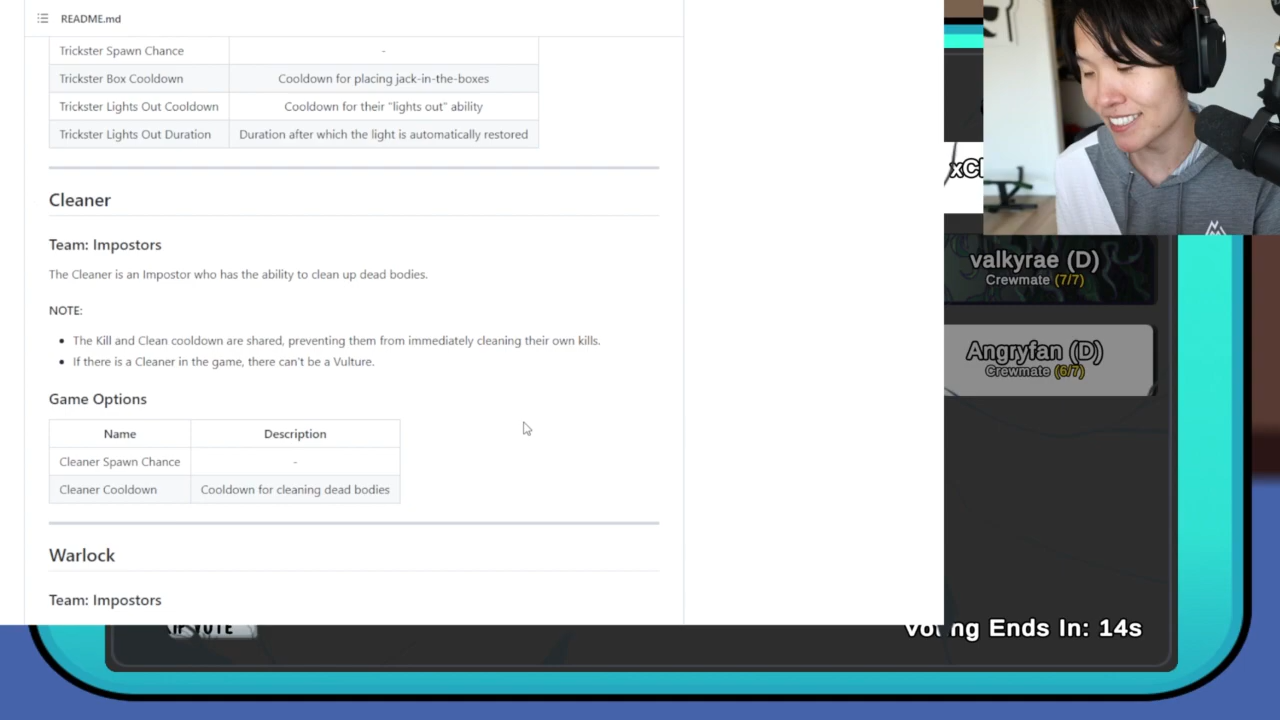 README.md
Trickster Spawn Chance -
Trickster Box Cooldown Cooldown for placing jack-in-the-boxes
Trickster Lights Out Cooldown Cooldown for their "lights out" ability
Trickster Lights Out Duration Duration after which the light is automatically restored
Cleaner
Team: Impostors
The Cleaner is an Impostor who has the ability to clean up dead bodies.
NOTE:
The Kill and Clean cooldown are shared, preventing them from immediately cleaning their own kills.
If there is a Cleaner in the game, there can't be a Vulture.
Game Options
Name Description
Cleaner Spawn Chance -
Cleaner Cooldown Cooldown for cleaning dead bodies
Warlock
Team: Impostors
valkyrae (D)
Crewmate (7/7)
Angryfan (D)
Crewmate (6/7)
Voting Ends In: 14s